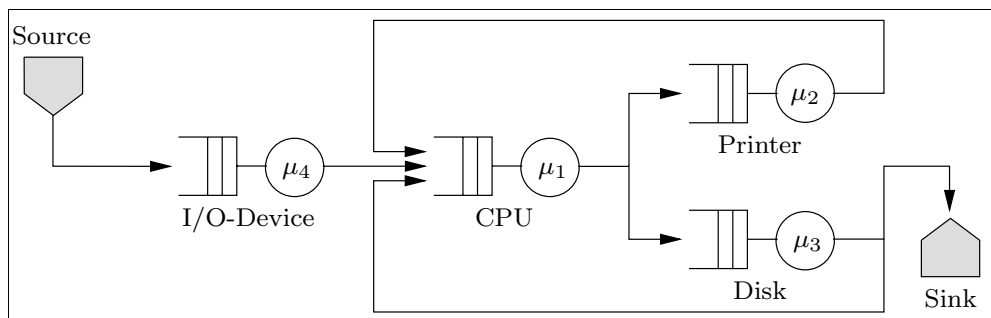 Source
μ4
I/O-Device
μ1
CPU
μ2
Printer
μ3
Disk
Sink